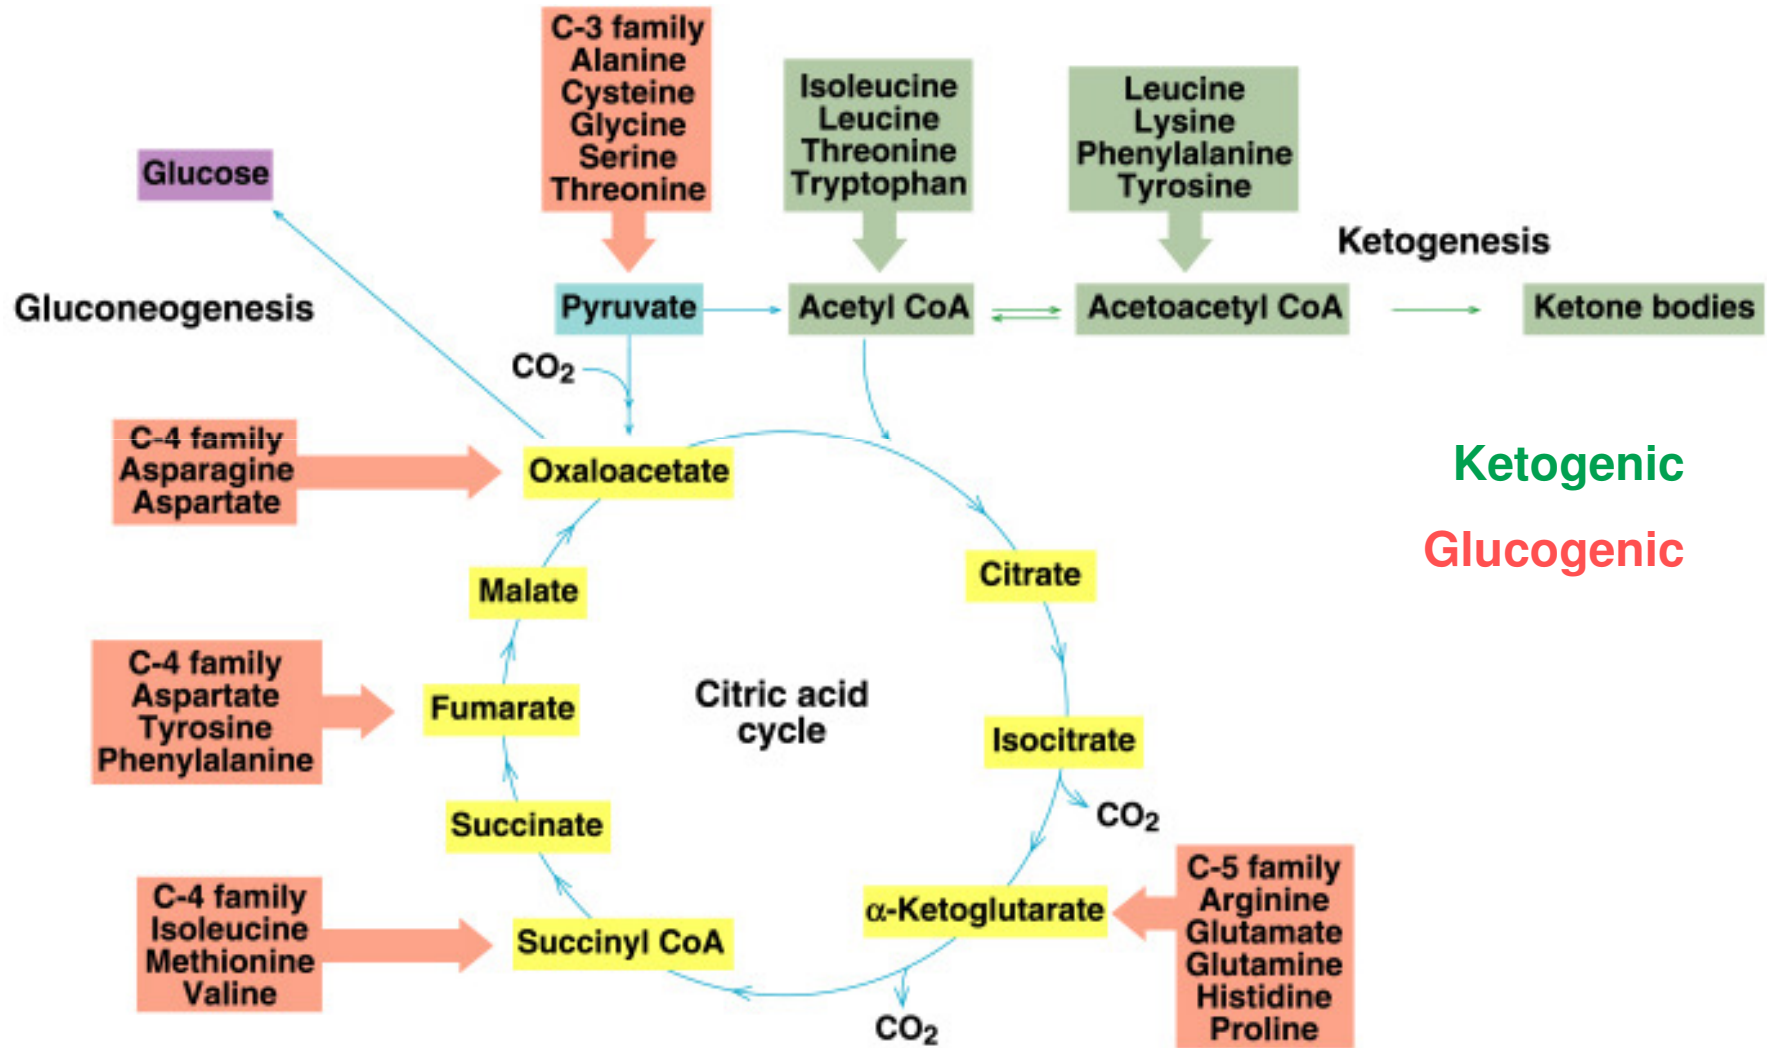 C-3 family
Alanine
Cysteine
Glycine
Serine
Threonine
Isoleucine
Leucine
Threonine
Tryptophan
Leucine
Lysine
Phenylalanine
Tyrosine
Glucose
Ketogenesis
Gluconeogenesis
Pyruvate
Acetyl CoA
Acetoacetyl CoA
Ketone bodies
CO₂
C-4 family
Asparagine
Aspartate
Oxaloacetate
Ketogenic
Glucogenic
Malate
Citrate
C-4 family
Aspartate
Tyrosine
Phenylalanine
Fumarate
Citric acid
cycle
Isocitrate
CO₂
Succinate
C-4 family
Isoleucine
Methionine
Valine
Succinyl CoA
α-Ketoglutarate
C-5 family
Arginine
Glutamate
Glutamine
Histidine
Proline
CO₂